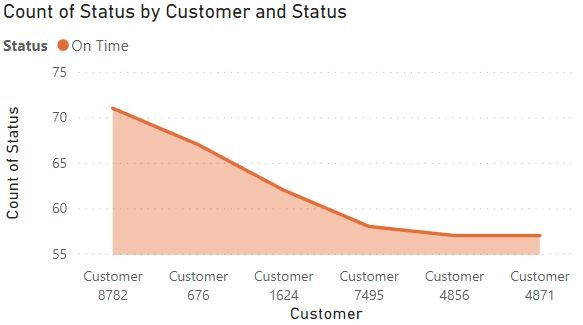 Count of Status by Customer and Status
Status On Time
Count of Status
75
70
65
60
55
Customer 8782
Customer 676
Customer 1624
Customer 7495
Customer 4856
Customer 4871
Customer